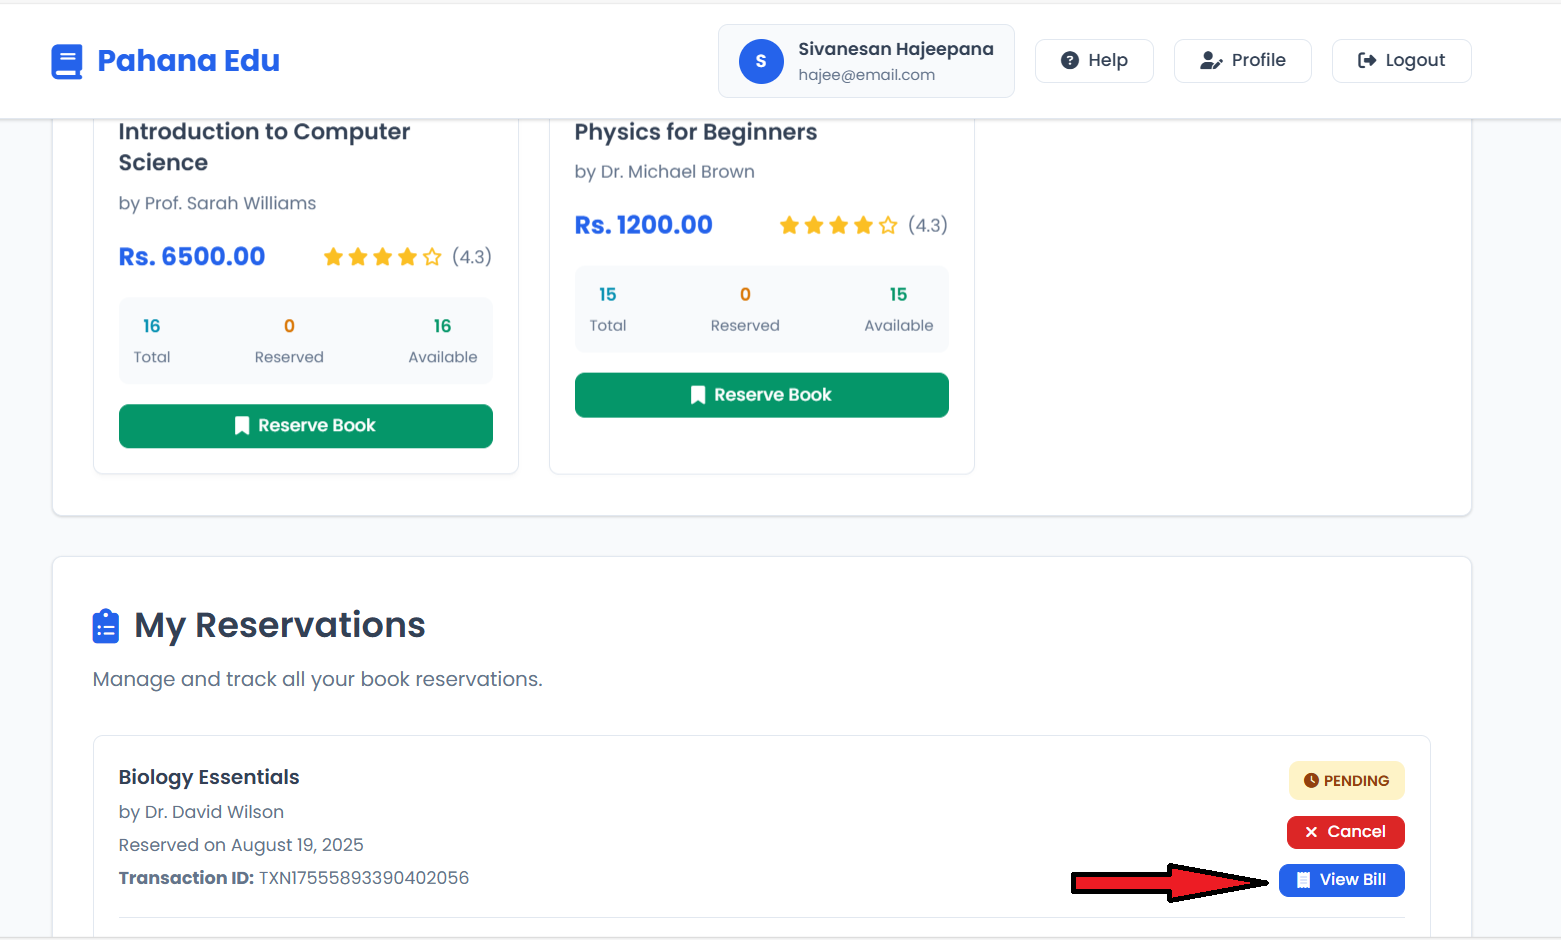 Pahana Edu
S
Sivanesan Hajeepana
hajee@email.com
Help
Profile
Logout
Introduction to Computer
Science
by Prof. Sarah Williams
Rs. 6500.00
(4.3)
16
0
16
Total
Reserved
Available
Reserve Book
Physics for Beginners
by Dr. Michael Brown
Rs. 1200.00
(4.3)
15
0
15
Total
Reserved
Available
Reserve Book
My Reservations
Manage and track all your book reservations.
Biology Essentials
by Dr. David Wilson
Reserved on August 19, 2025
Transaction ID: TXN17555893390402056
PENDING
Cancel
View Bill